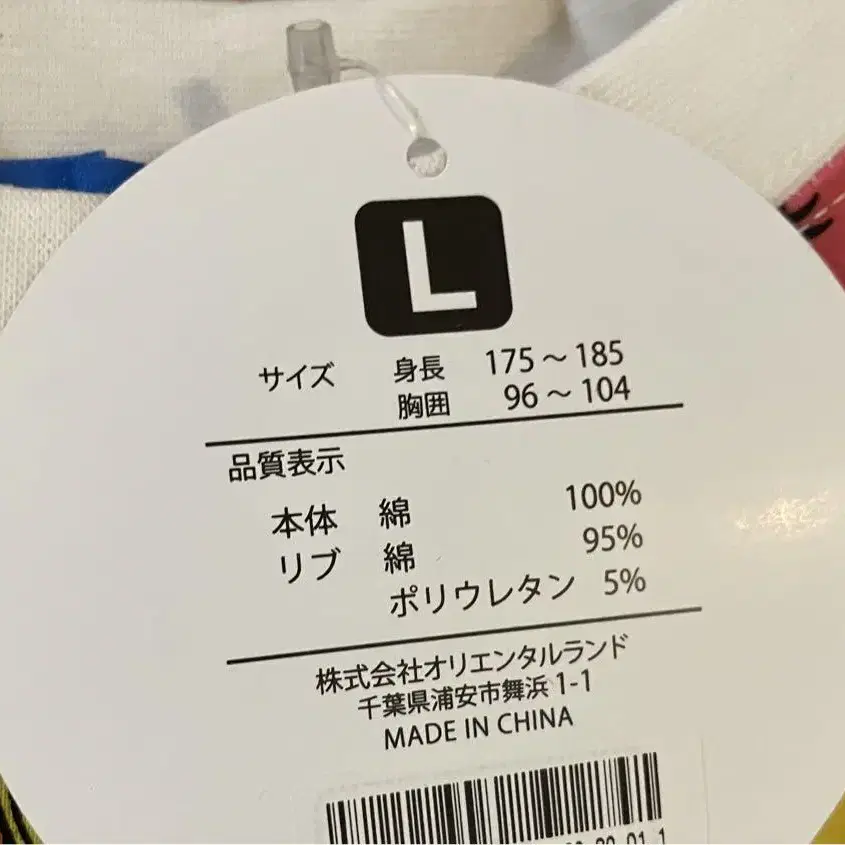 L
サイズ 身長 175～185
胸囲 96～104
品質表示
本体 綿 100%
リブ 綿 95%
ポリウレタン 5%
株式会社オリエンタルランド
千葉県浦安市舞浜1-1
MADE IN CHINA